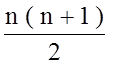 n ( n + 1 )
2